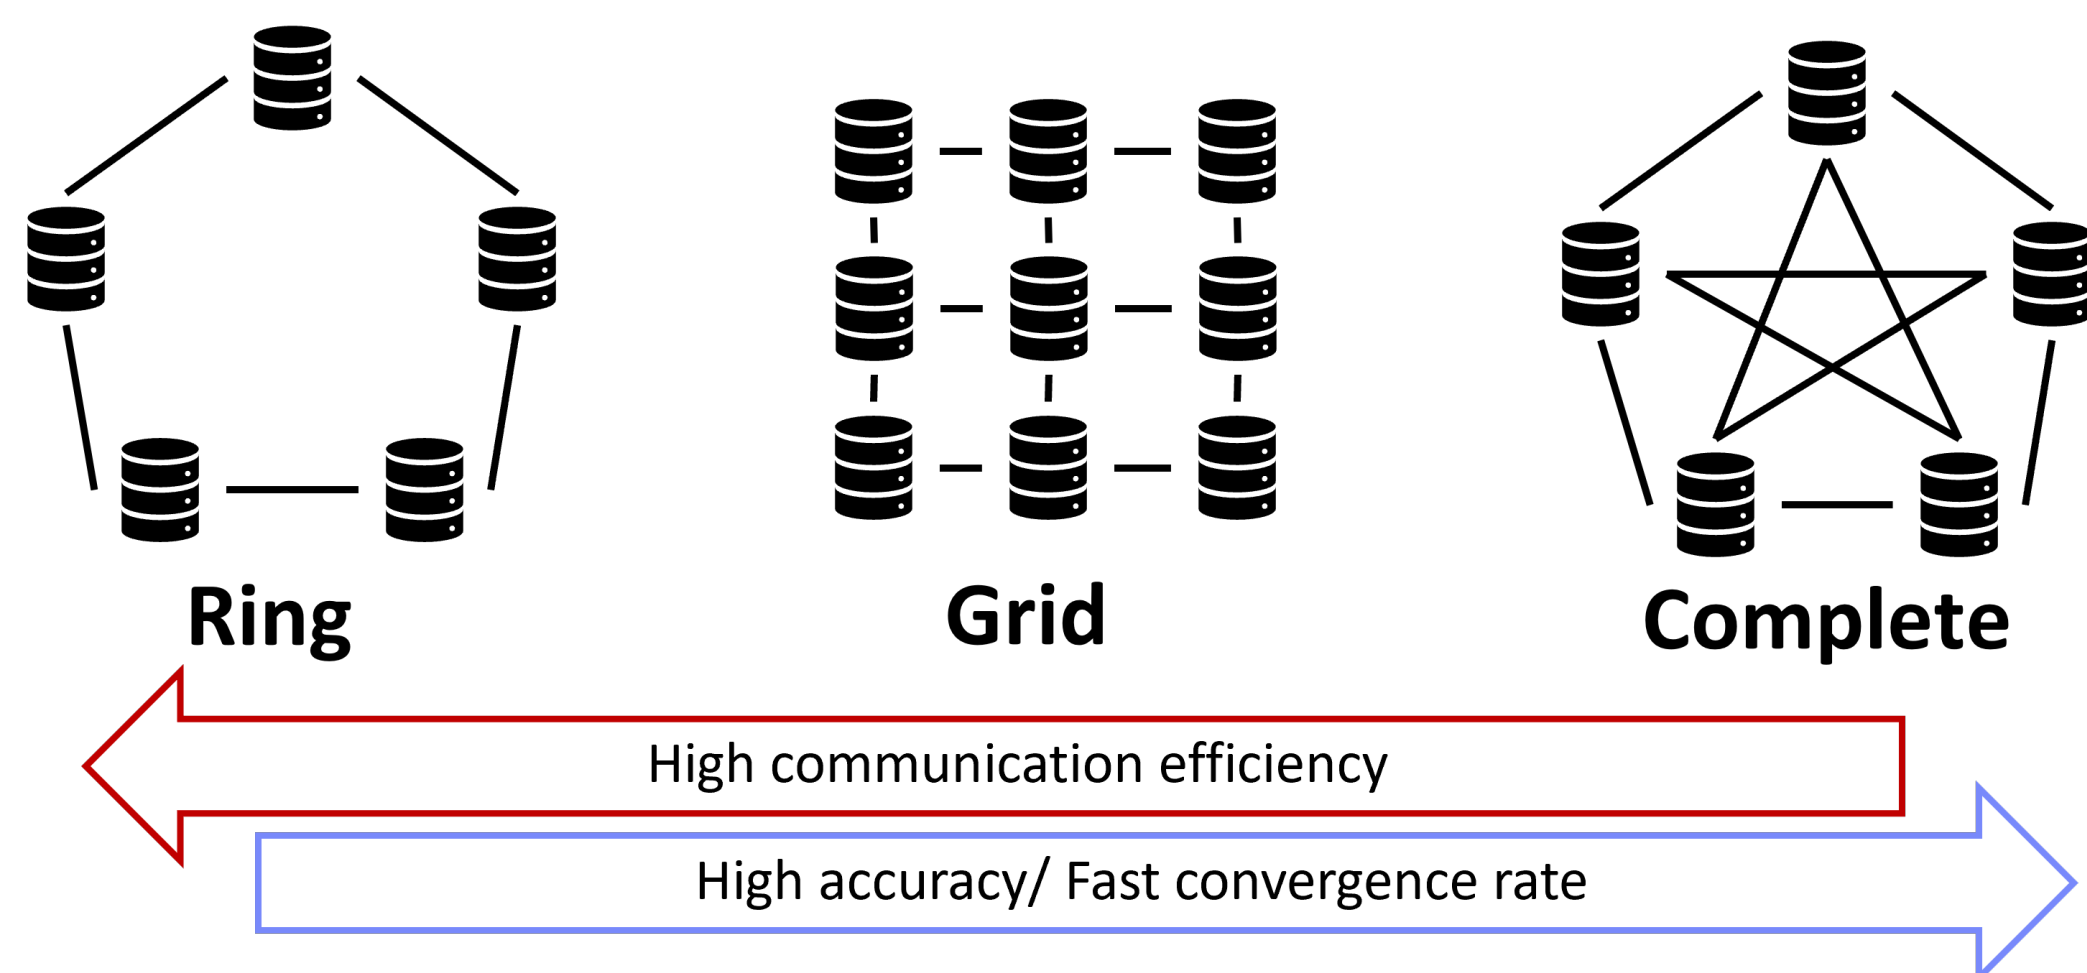 Ring
Grid
Complete
High communication efficiency
High accuracy/ Fast convergence rate